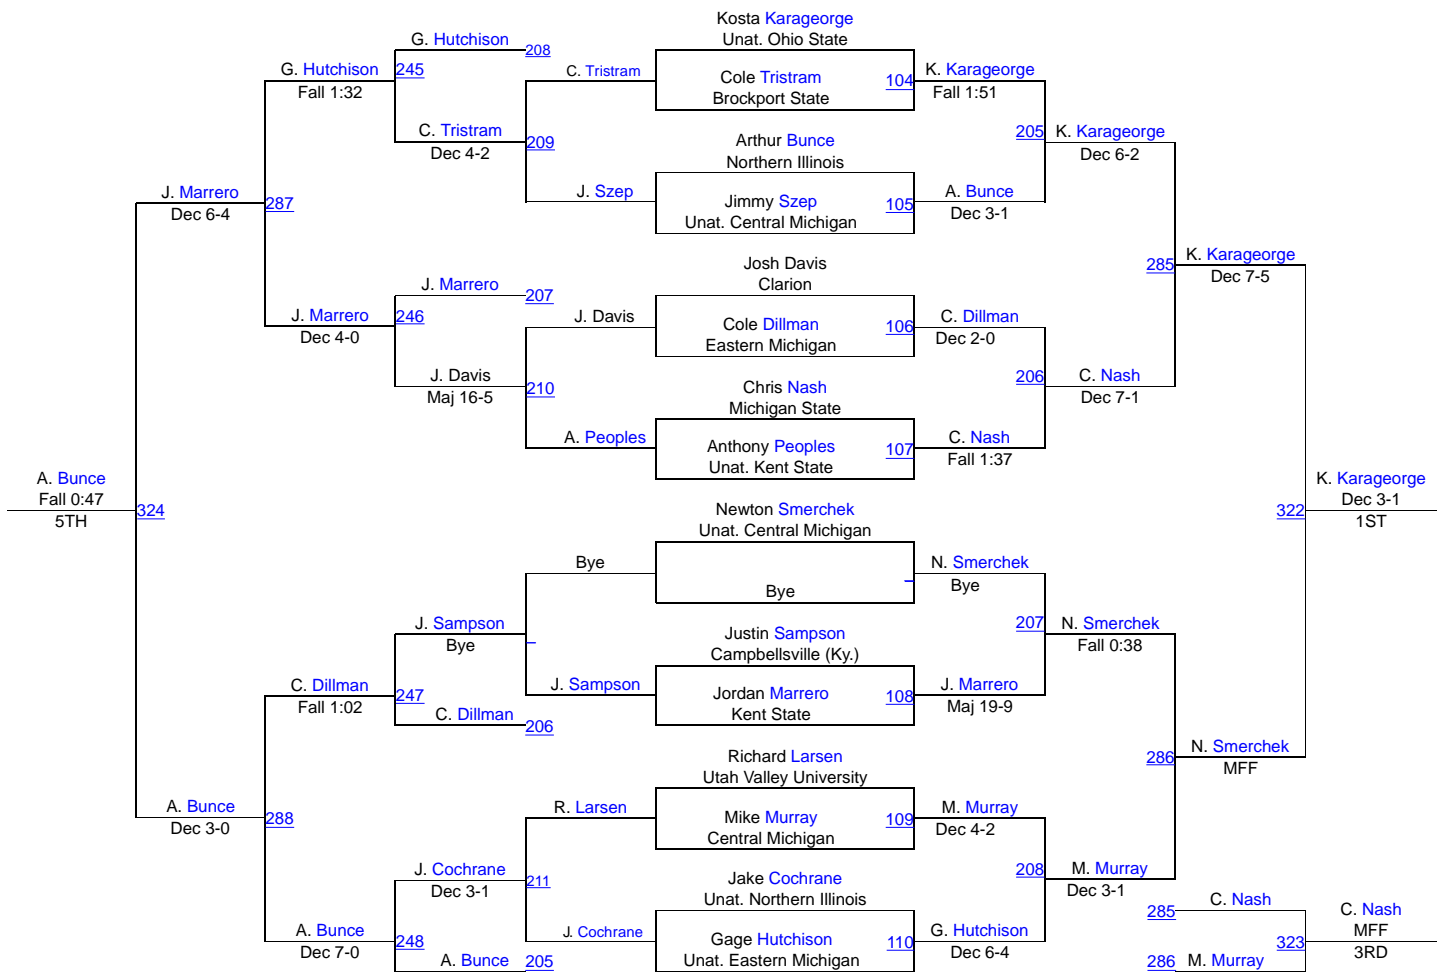 Kosta Karageorge
G. Hutchison
Unat. Ohio State
208
G. Hutchison
245
C. Tristram
Cole Tristram
104
K. Karageorge
Fall 1:32
Brockport State
Fall 1:51
C. Tristram
209
Arthur Bunce
205
K. Karageorge
Dec 4-2
Northern Illinois
Dec 6-2
J. Marrero
287
J. Szep
Jimmy Szep
105
A. Bunce
Dec 6-4
Unat. Central Michigan
Dec 3-1
Josh Davis
285
K. Karageorge
Clarion
Dec 7-5
J. Marrero
207
J. Marrero
246
J. Davis
Cole Dillman
106
C. Dillman
Dec 4-0
Eastern Michigan
Dec 2-0
J. Davis
210
Chris Nash
206
C. Nash
Maj 16-5
Michigan State
Dec 7-1
A. Peoples
Anthony Peoples
107
C. Nash
Unat. Kent State
Fall 1:37
A. Bunce
K. Karageorge
Fall 0:47
324
Newton Smerchek
322
Dec 3-1
5TH
Unat. Central Michigan
1ST
Bye
Bye
N. Smerchek
Bye
J. Sampson
Justin Sampson
207
N. Smerchek
Bye
Campbellsville (Ky.)
Fall 0:38
C. Dillman
247
J. Sampson
Jordan Marrero
108
J. Marrero
Fall 1:02
Kent State
Maj 19-9
C. Dillman
206
Richard Larsen
286
N. Smerchek
Utah Valley University
MFF
A. Bunce
288
R. Larsen
Mike Murray
109
M. Murray
Dec 3-0
Central Michigan
Dec 4-2
J. Cochrane
211
Jake Cochrane
208
M. Murray
Dec 3-1
Unat. Northern Illinois
Dec 3-1
285
C. Nash
C. Nash
A. Bunce
248
J. Cochrane
Gage Hutchison
110
G. Hutchison
323
MFF
Dec 7-0
Unat. Eastern Michigan
Dec 6-4
3RD
A. Bunce
205
286
M. Murray